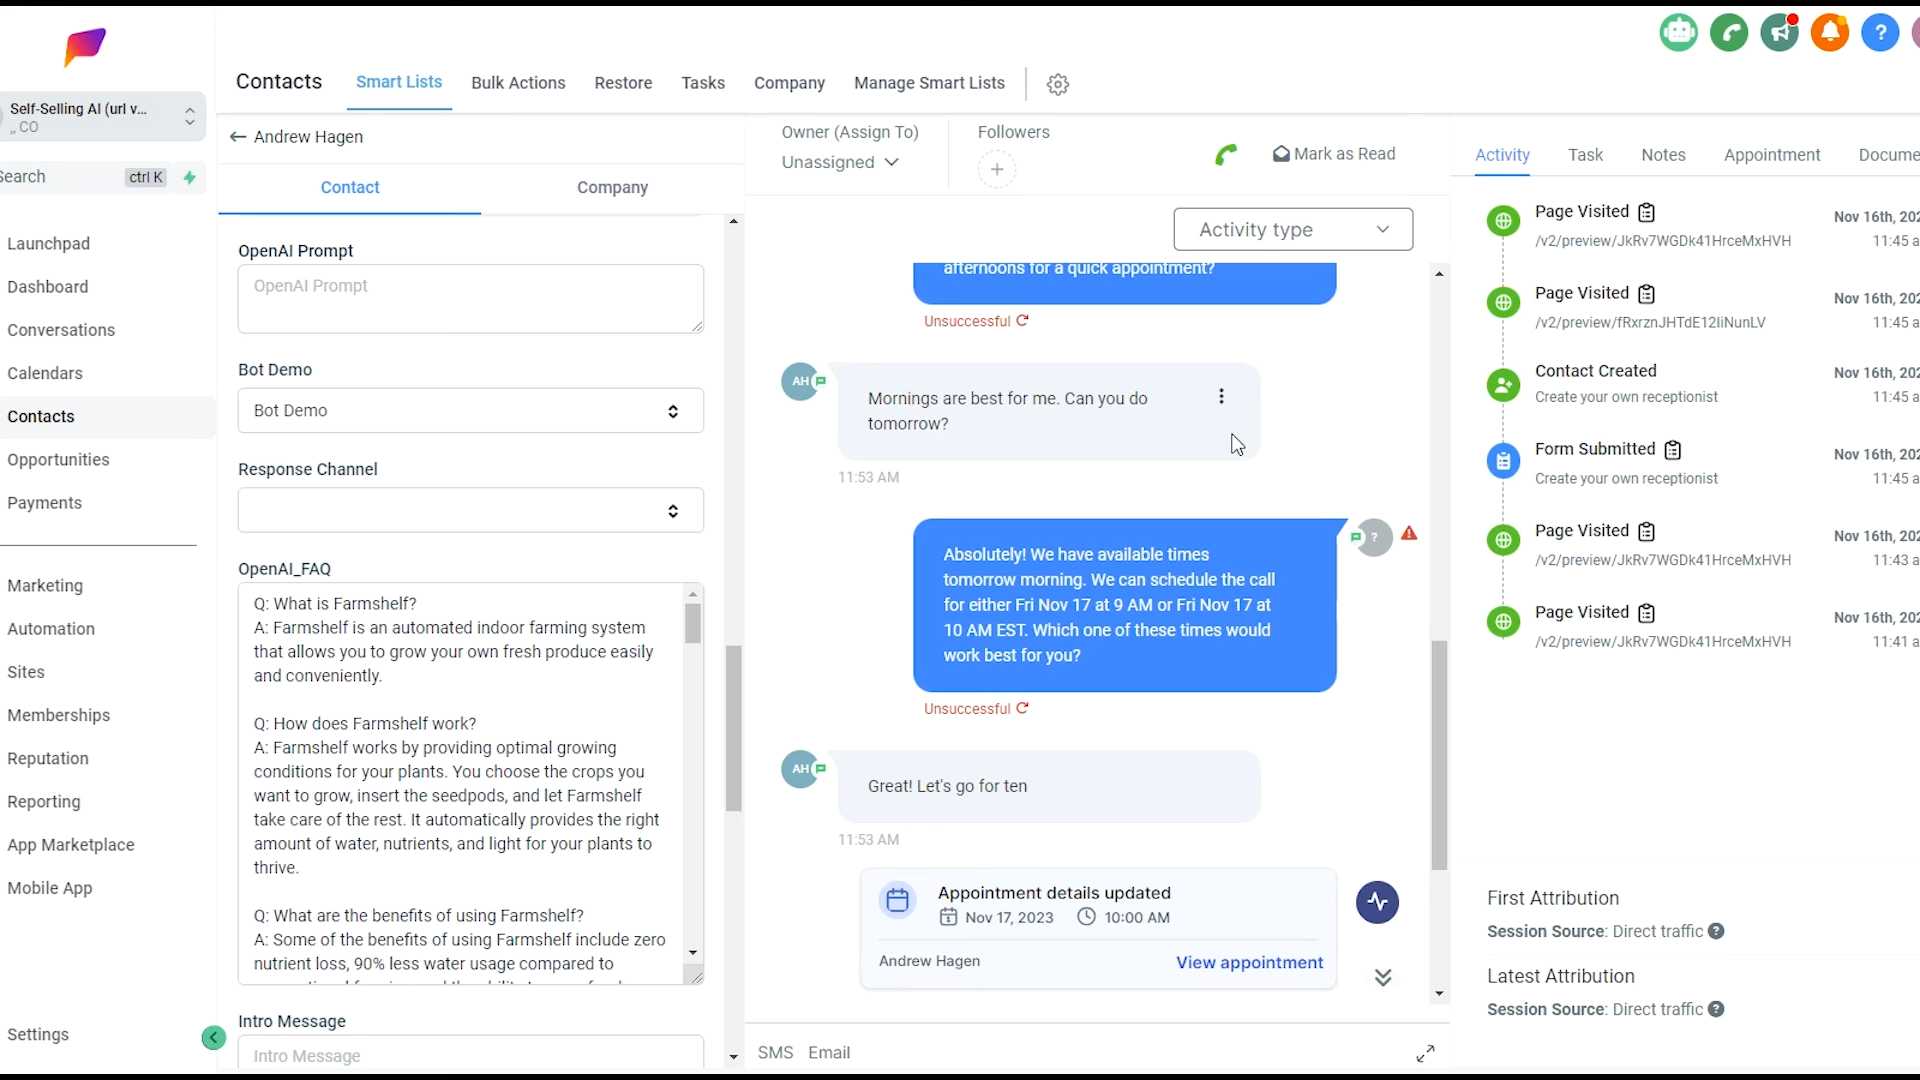 Contacts
Smart Lists
Bulk Actions
Restore
Tasks
Company
Manage Smart Lists
Self-Selling AI (url v...
CO
Search
ctrl K
Launchpad
Dashboard
Conversations
Calendars
Contacts
Opportunities
Payments
Marketing
Automation
Sites
Memberships
Reputation
Reporting
App Marketplace
Mobile App
Settings
Andrew Hagen
Contact
Company
OpenAI Prompt
OpenAI Prompt
Bot Demo
Bot Demo
Response Channel
OpenAI_FAQ
Q: What is Farmshelf?
A: Farmshelf is an automated indoor farming system
that allows you to grow your own fresh produce easily
and conveniently.
Q: How does Farmshelf work?
A: Farmshelf works by providing optimal growing
conditions for your plants. You choose the crops you
want to grow, insert the seedpods, and let Farmshelf
take care of the rest. It automatically provides the right
amount of water, nutrients, and light for your plants to
thrive.
Q: What are the benefits of using Farmshelf?
A: Some of the benefits of using Farmshelf include zero
nutrient loss, 90% less water usage compared to
Intro Message
Intro Message
Owner (Assign To)
Unassigned
Followers
Mark as Read
Activity type
afternoons for a quick appointment?
Unsuccessful
AH
Mornings are best for me. Can you do
tomorrow?
11:53 AM
Absolutely! We have available times
tomorrow morning. We can schedule the call
for either Fri Nov 17 at 9 AM or Fri Nov 17 at
10 AM EST. Which one of these times would
work best for you?
?
Unsuccessful
AH
Great! Let's go for ten
11:53 AM
Appointment details updated
Nov 17, 2023
10:00 AM
Andrew Hagen
View appointment
SMS
Email
?
Activity
Task
Notes
Appointment
Docume
Page Visited
Nov 16th, 202
/v2/preview/JkRv7WGDk41HrceMxHVH
11:45 a
Page Visited
Nov 16th, 202
/v2/preview/fRxrznJHTdE12IiNunLV
11:45 a
Contact Created
Nov 16th, 202
Create your own receptionist
11:45 a
Form Submitted
Nov 16th, 202
Create your own receptionist
11:45 a
Page Visited
Nov 16th, 202
/v2/preview/JkRv7WGDk41HrceMxHVH
11:43 a
Page Visited
Nov 16th, 202
/v2/preview/JkRv7WGDk41HrceMxHVH
11:41 a
First Attribution
Session Source: Direct traffic
Latest Attribution
Session Source: Direct traffic